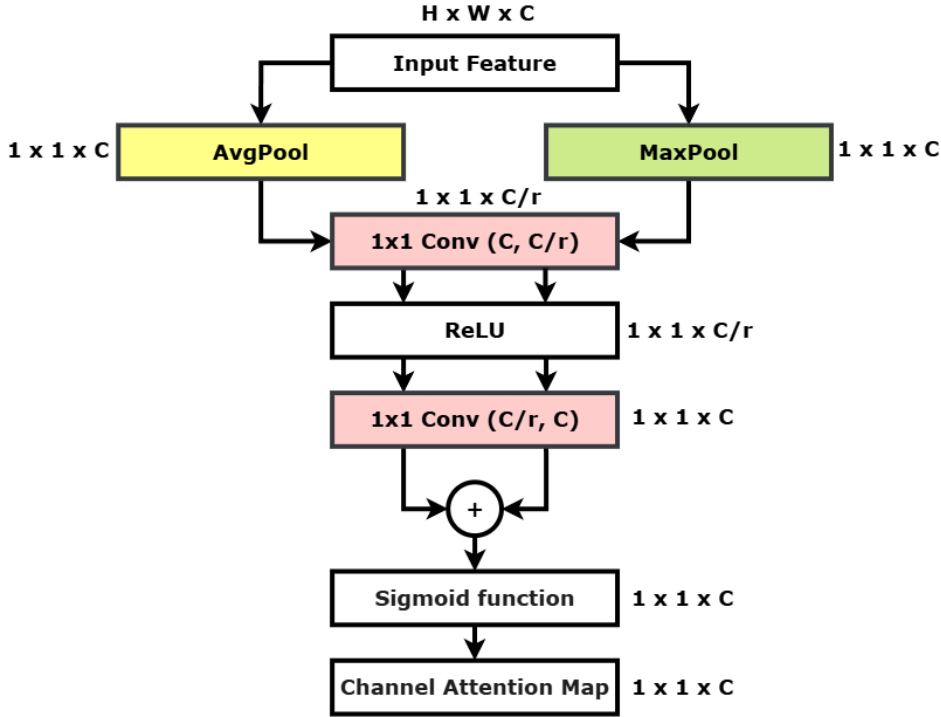 H x W x C
Input Feature
1 x 1 x C
AvgPool
MaxPool
1 x 1 x C
1 x 1 x C/r
1x1 Conv (C, C/r)
ReLU
1 x 1 x C/r
1x1 Conv (C/r, C)
1 x 1 x C
+
Sigmoid function
1 x 1 x C
Channel Attention Map
1 x 1 x C